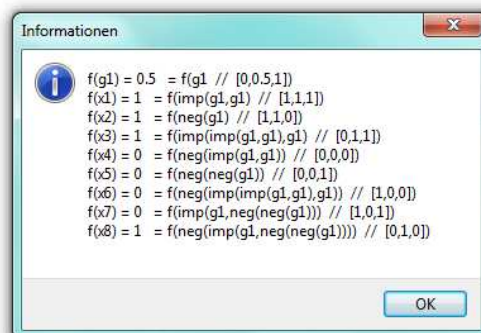 Informationen
f(g1) = 0.5 = f(g1 // [0,0.5,1])
f(x1) = 1 = f(imp(g1,g1) // [1,1,1])
f(x2) = 1 = f(neg(g1) // [1,1,0])
f(x3) = 1 = f(imp(imp(g1,g1),g1) // [0,1,1])
f(x4) = 0 = f(neg(imp(g1,g1)) // [0,0,0])
f(x5) = 0 = f(neg(neg(g1)) // [0,0,1])
f(x6) = 0 = f(neg(imp(imp(g1,g1),g1)) // [1,0,0])
f(x7) = 0 = f(imp(g1,neg(neg(g1))) // [1,0,1])
f(x8) = 1 = f(neg(imp(g1,neg(neg(g1)))) // [0,1,0])
OK